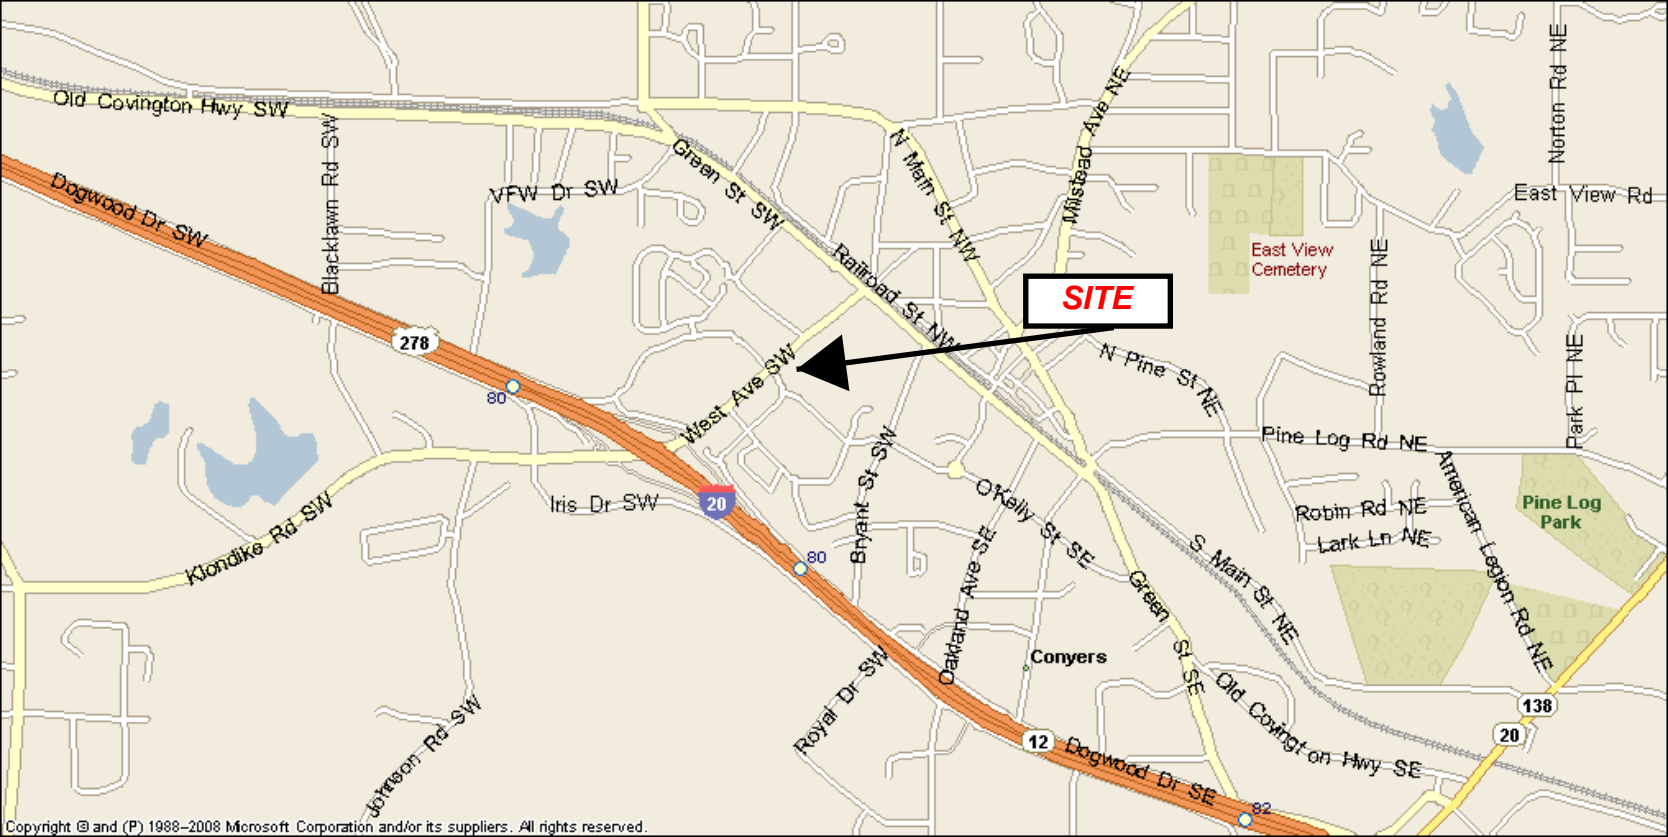 Old Covington Hwy SW
Norton Rd NE
Milstead Ave NE
Blacklawn Rd SW
Green St SW
N Main St NW
Dogwood Dr SW
VFW Dr SW
East View Rd
East View
Cemetery
Railroad St NW
Rowland Rd NE
SITE
278
N Pine St NE
Park Pl NE
West Ave SW
80
Pine Log Rd NE
American Legion Rd NE
Bryant St SW
O'Kelly St SE
20
Iris Dr SW
Klondike Rd SW
Robin Rd NE
Pine Log
Park
Lark Ln NE
S Main St NE
80
Oakland Ave SE
Green St SE
Conyers
Royal Dr SW
Old Covington Hwy SE
Johnson Rd SW
138
20
12
Dogwood Dr SE
82
Copyright © and (P) 1988–2008 Microsoft Corporation and/or its suppliers. All rights reserved.